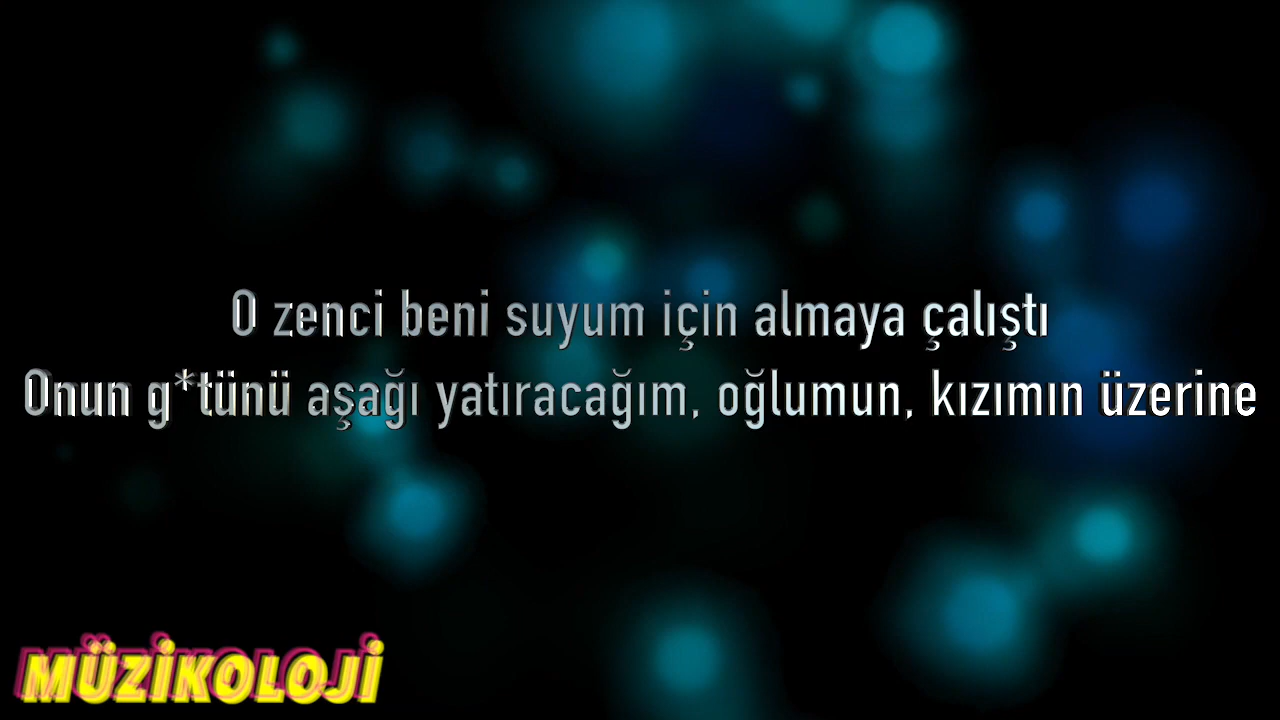 O zenci beni suyum için almaya çalıştı
Onun g*tünü aşağı yatıracağım, oğlumun, kızımın üzerine
MÜZİKOLOJİ